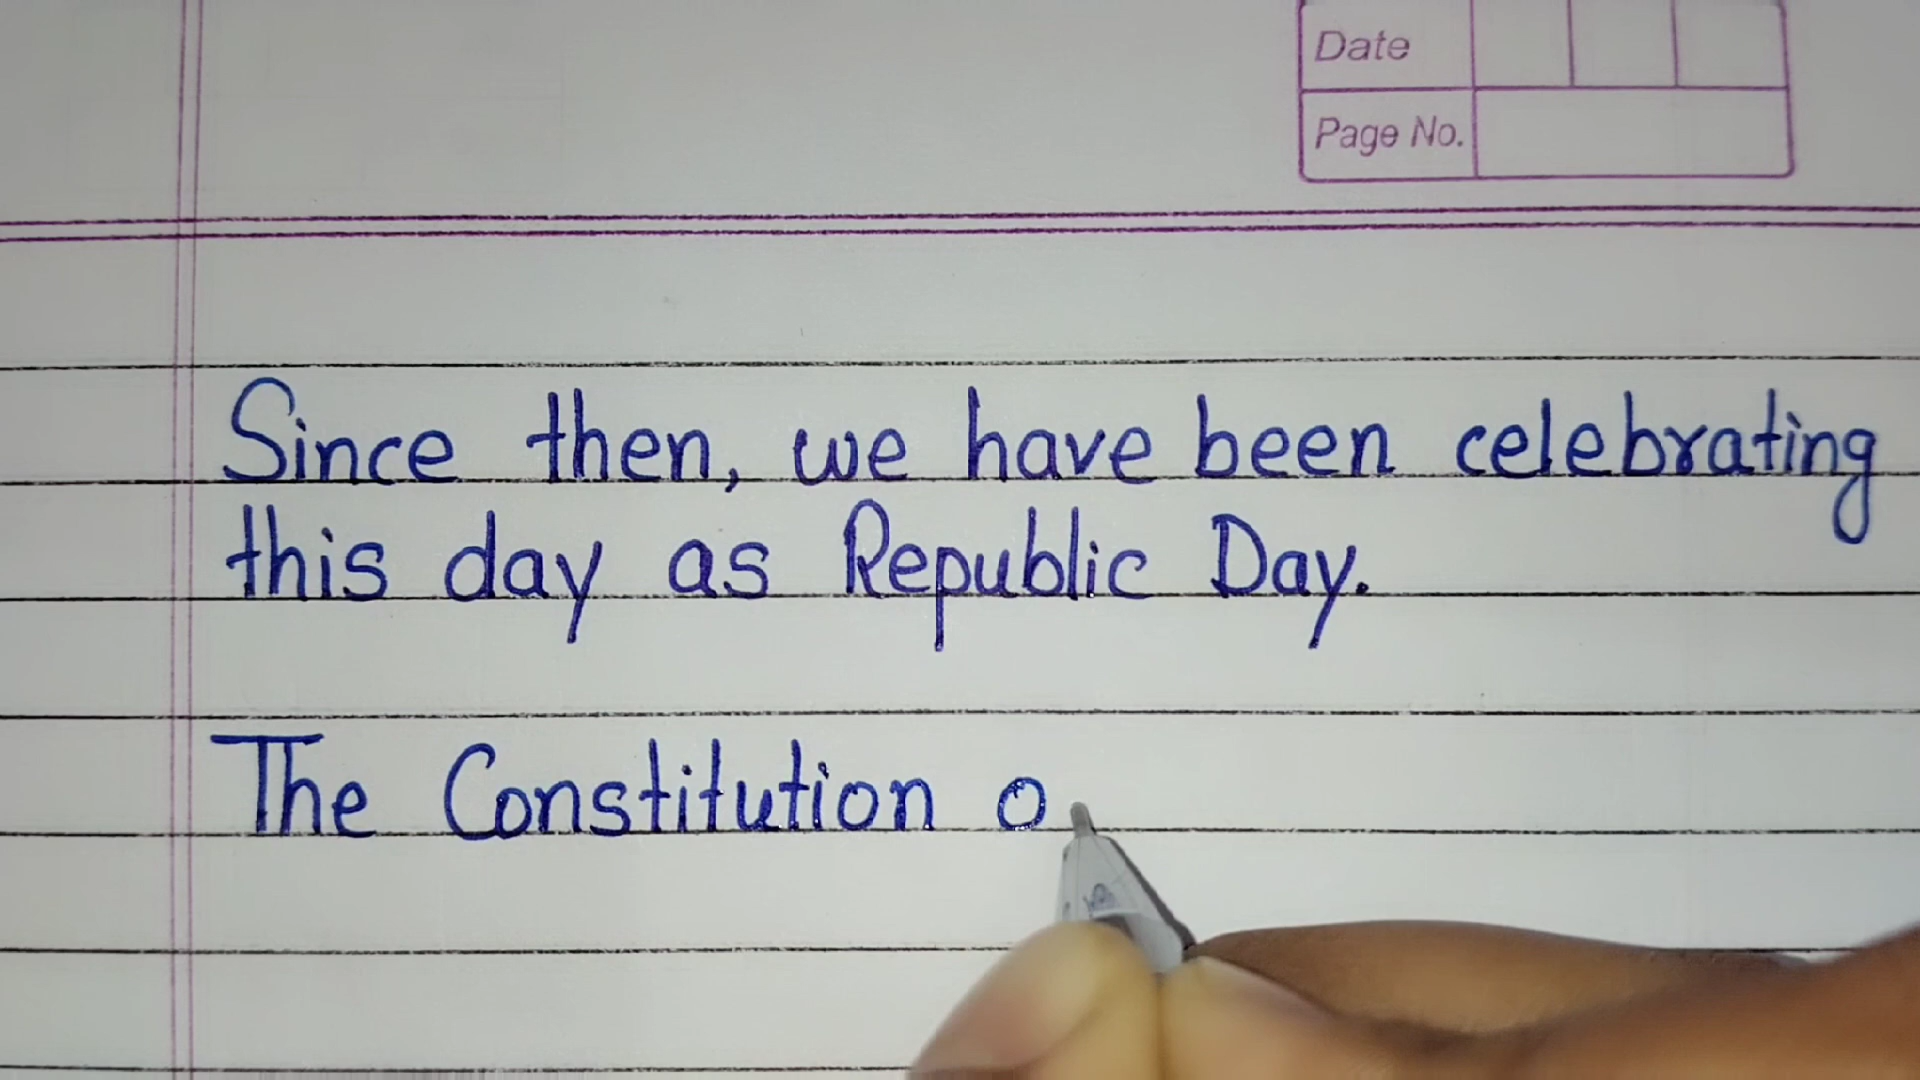 Date
Page No.
Since then, we have been celebrating
this day as Republic Day.
The Constitution o